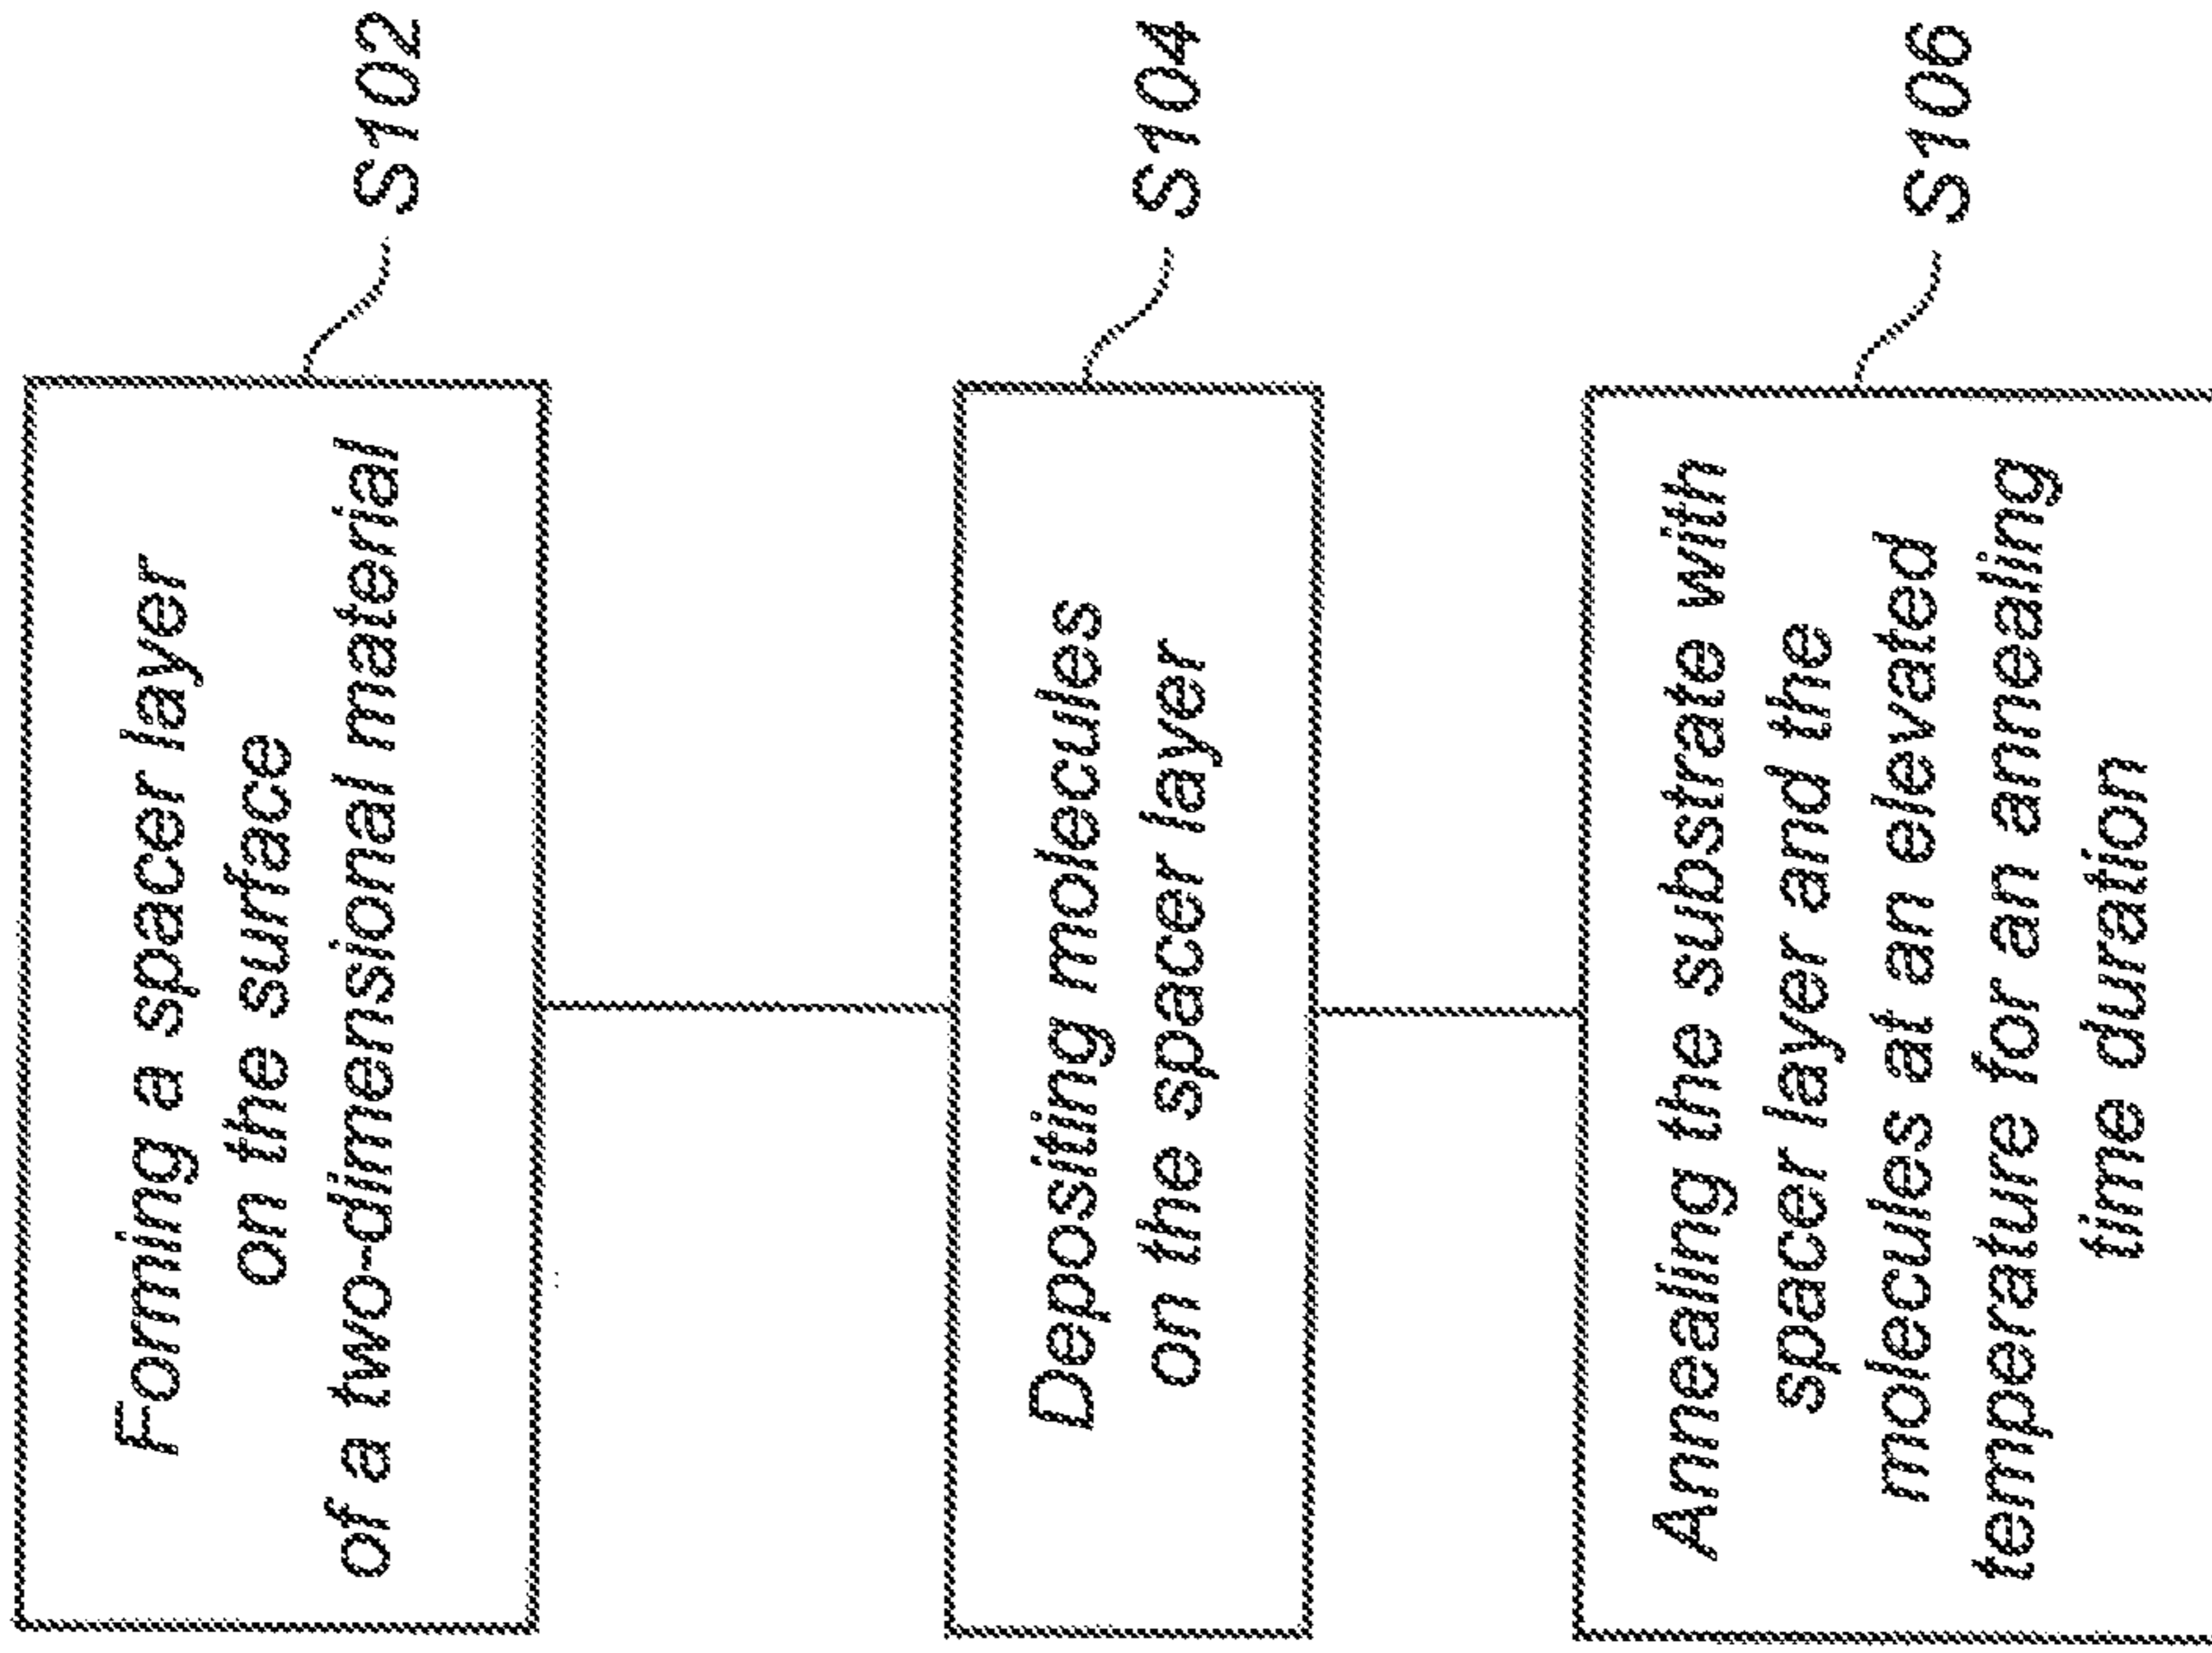 Forming a spacer layer
on the surface
of a two-dimensional material
S102
Depositing molecules
on the spacer layer
S104
Annealing the substrate with
spacer layer and the
molecules at an elevated
temperature for an annealing
time duration
S106